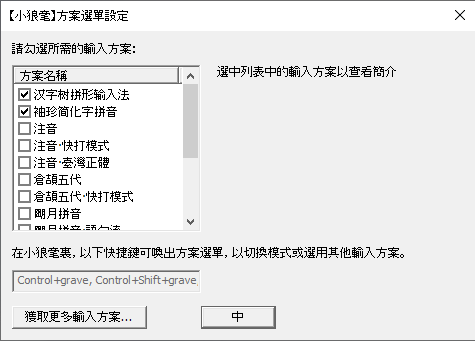 【小狼毫】方案選單設定
請勾選所需的輸入方案:
方案名稱
選中列表中的輸入方案以查看簡介
汉字树拼形输入法
袖珍简化字拼音
注音
注音·快打模式
注音·臺灣正體
倉頡五代
倉頡五代·快打模式
朙月拼音
朙月拼音·語句流
在小狼毫裏, 以下快捷鍵可喚出方案選單, 以切換模式或選用其他輸入方案。
Control+grave, Control+Shift+grave,
獲取更多輸入方案...
中